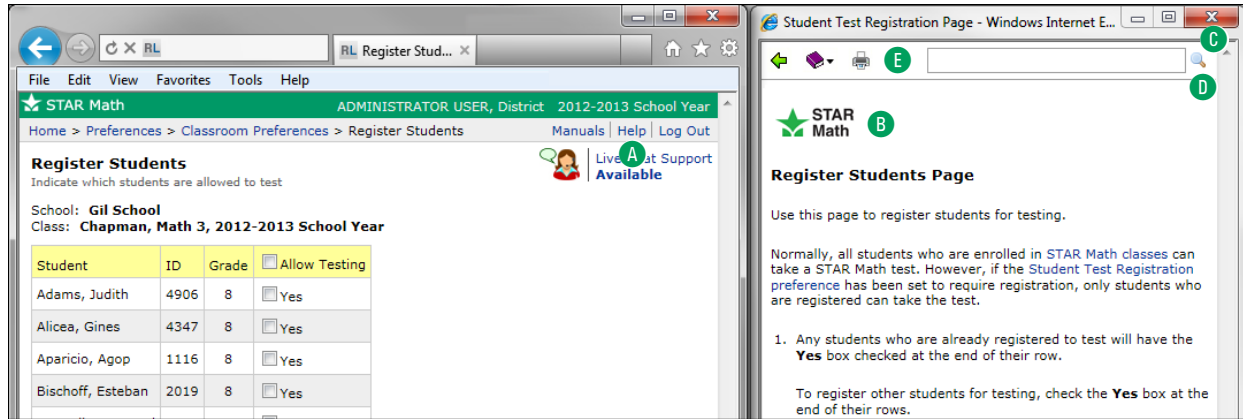 RL
RL Register Stud...
File Edit View Favorites Tools Help
STAR Math ADMINISTRATOR USER, District 2012-2013 School Year
Home > Preferences > Classroom Preferences > Register Students Manuals | Help | Log Out
A
Register Students
Indicate which students are allowed to test
Live at Support
Available
School: Gil School
Class: Chapman, Math 3, 2012-2013 School Year
Student ID Grade Allow Testing
Adams, Judith 4906 8 Yes
Alicea, Gines 4347 8 Yes
Aparicio, Agop 1116 8 Yes
Bischoff, Esteban 2019 8 Yes
Student Test Registration Page - Windows Internet E...
C
E
D
STAR
Math
B
Register Students Page
Use this page to register students for testing.
Normally, all students who are enrolled in STAR Math classes can
take a STAR Math test. However, if the Student Test Registration
preference has been set to require registration, only students who
are registered can take the test.
1. Any students who are already registered to test will have the
Yes box checked at the end of their row.
To register other students for testing, check the Yes box at the
end of their rows.